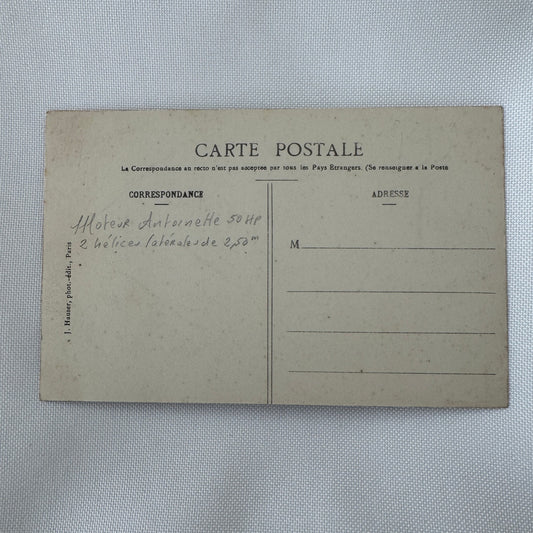 CARTE POSTALE
La Correspondance au recto n'est pas acceptée par tous les Pays Etrangers. (Se renseigner à la Poste
CORRESPONDANCE
ADRESSE
Moteur Antoinette 50 HP
2 hélices latérales de 2,50 m
M
J. Hauser, phot.-édit., Paris